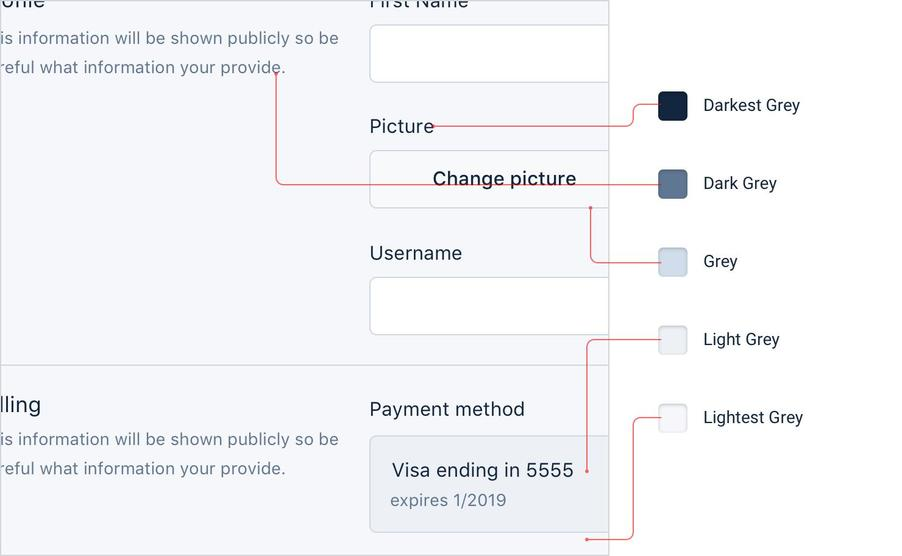 is information will be shown publicly so be
reful what information your provide.
First Name
Picture
Change picture
Username
lling
is information will be shown publicly so be
reful what information your provide.
Payment method
Visa ending in 5555
expires 1/2019
Darkest Grey
Dark Grey
Grey
Light Grey
Lightest Grey